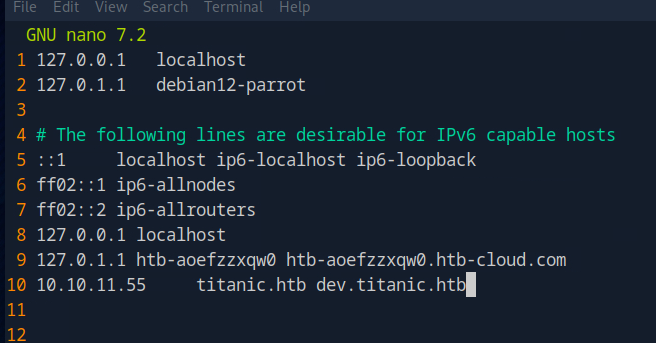 File Edit View Search Terminal Help
GNU nano 7.2
1 127.0.0.1 localhost
2 127.0.1.1 debian12-parrot
3
4 # The following lines are desirable for IPv6 capable hosts
5 ::1 localhost ip6-localhost ip6-loopback
6 ff02::1 ip6-allnodes
7 ff02::2 ip6-allrouters
8 127.0.0.1 localhost
9 127.0.1.1 htb-aoefzzxqw0 htb-aoefzzxqw0.htb-cloud.com
10 10.10.11.55 titanic.htb dev.titanic.htb
11
12